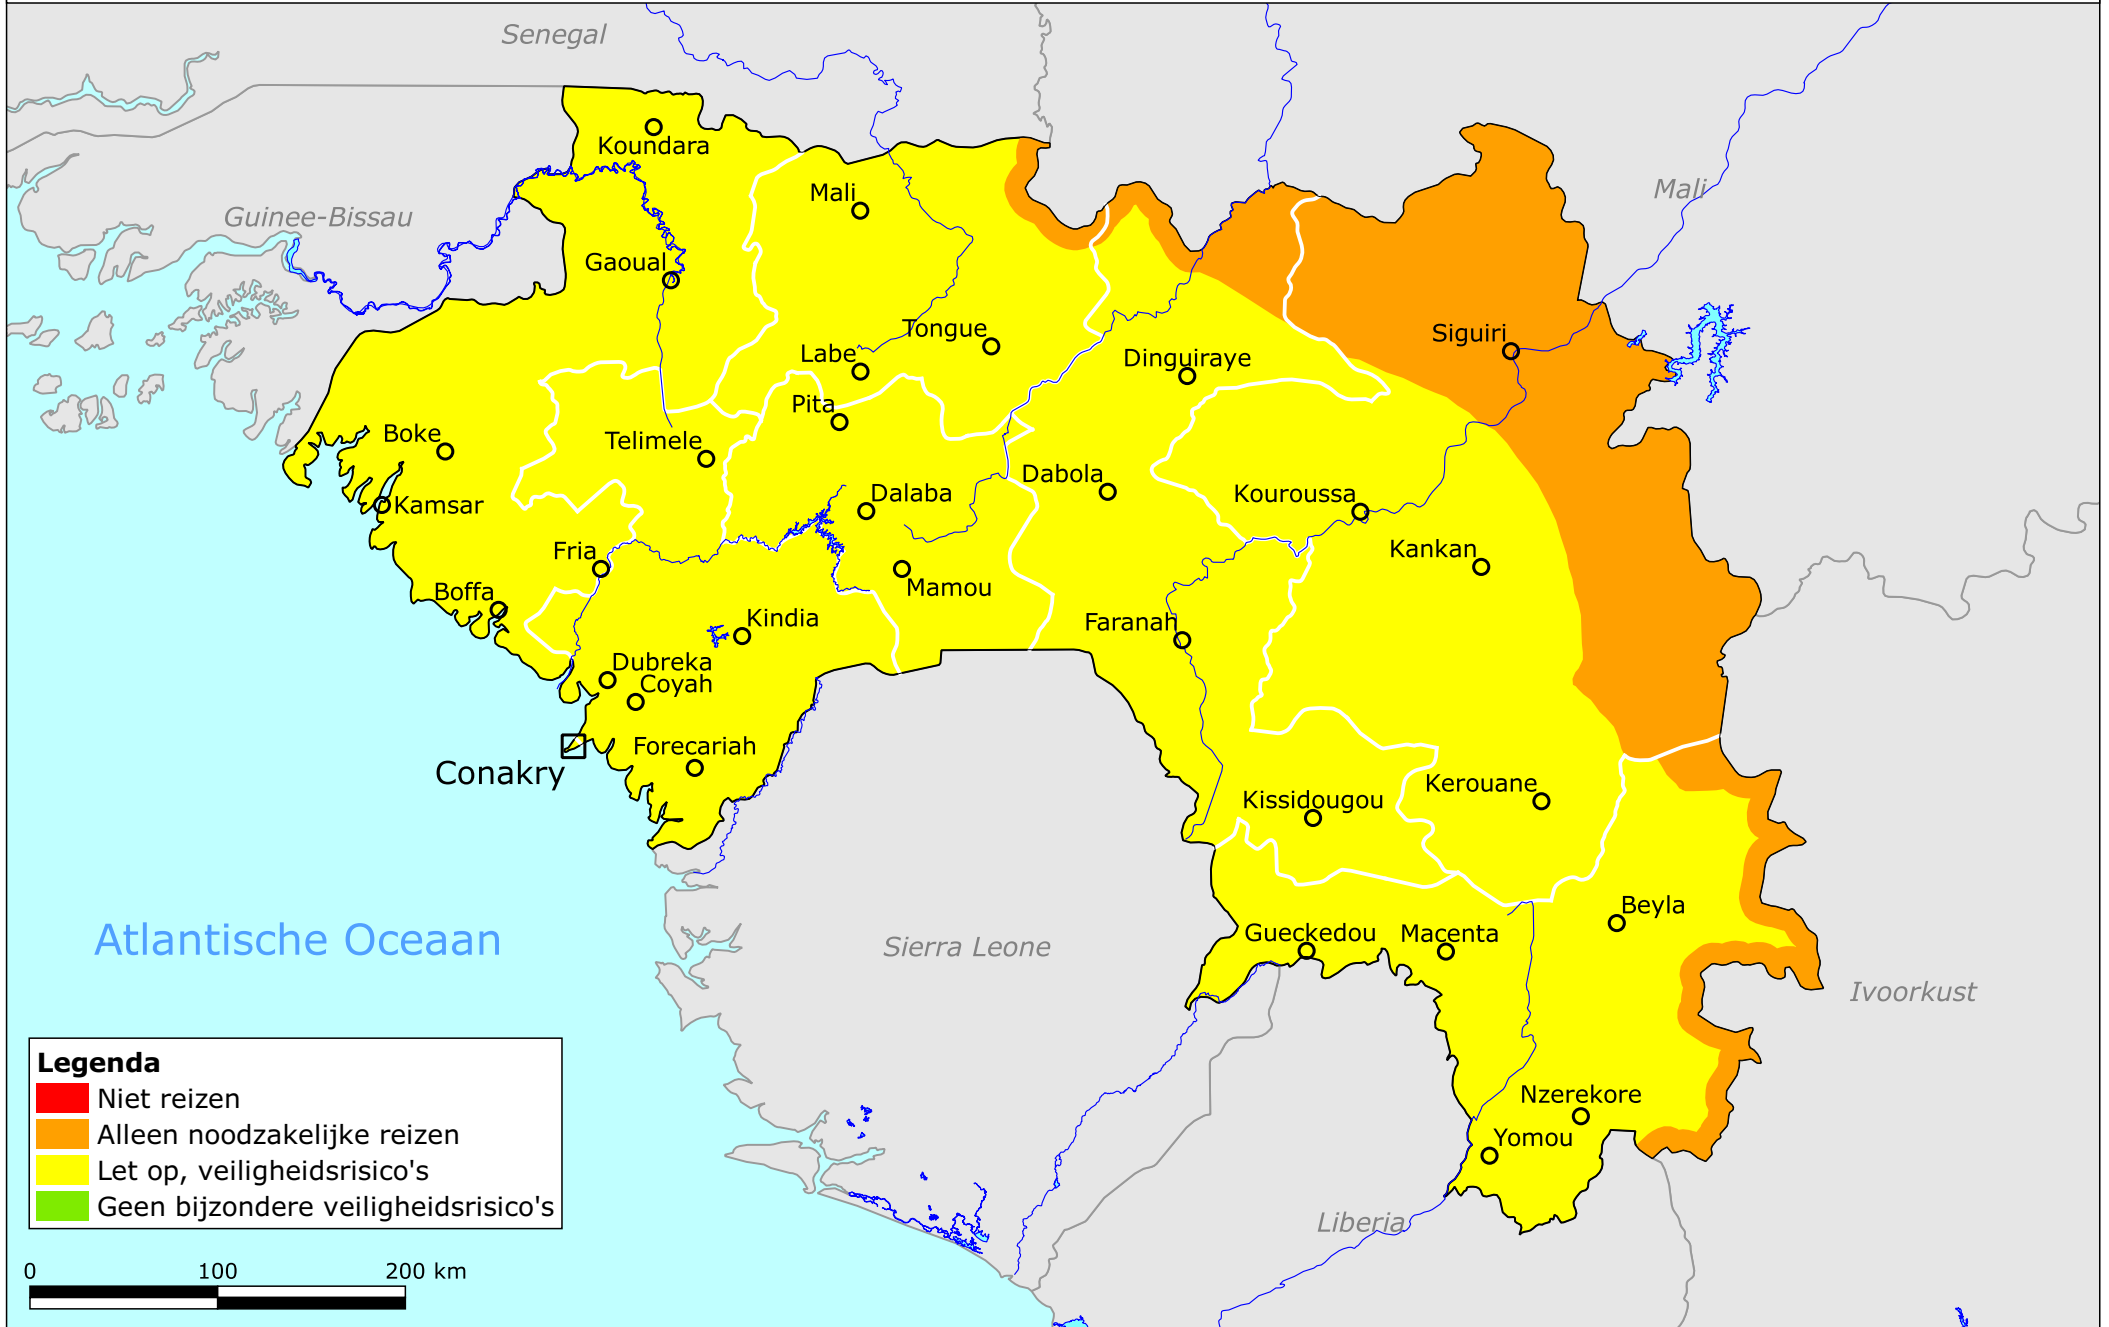 Senegal
Koundara
Mali
Mali
Guinee-Bissau
Gaoual
Tongue
Siguiri
Labe
Dinguiraye
Pita
Boke
Telimele
Dabola
Dalaba
Kouroussa
Kamsar
Fria
Kankan
Boffa
Mamou
Kindia
Faranah
Dubreka
Coyah
Forecariah
Conakry
Kerouane
Kissidougou
Beyla
Gueckedou
Macenta
Atlantische Oceaan
Sierra Leone
Ivoorkust
Legenda
Niet reizen
Alleen noodzakelijke reizen
Let op, veiligheidsrisico's
Geen bijzondere veiligheidsrisico's
Nzerekore
Yomou
Liberia
0 100 200 km